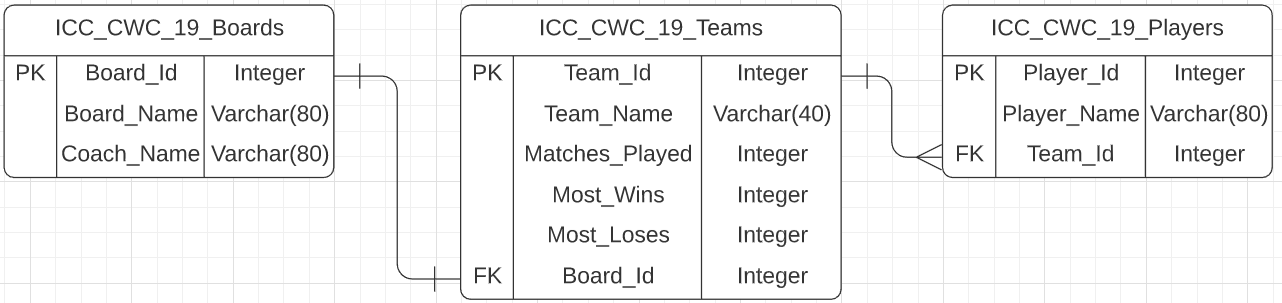 ICC_CWC_19_Boards
PK Board_Id Integer
Board_Name Varchar(80)
Coach_Name Varchar(80)
ICC_CWC_19_Teams
PK Team_Id Integer
Team_Name Varchar(40)
Matches_Played Integer
Most_Wins Integer
Most_Loses Integer
FK Board_Id Integer
ICC_CWC_19_Players
PK Player_Id Integer
Player_Name Varchar(80)
FK Team_Id Integer